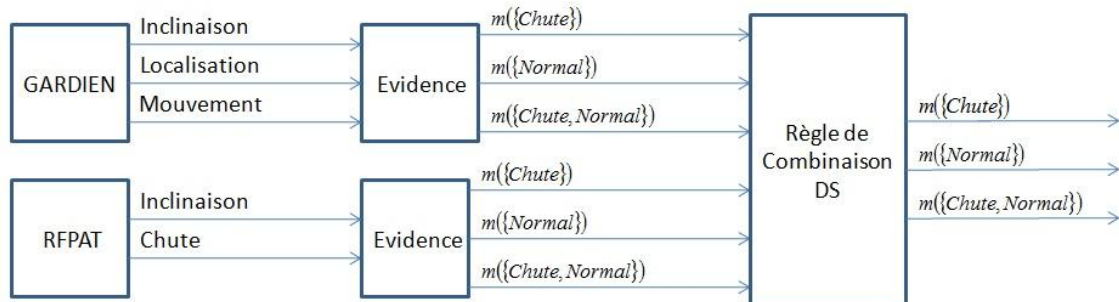 GARDIEN
Inclinaison
Localisation
Mouvement
Evidence
m({Chute})
m({Normal})
m({Chute, Normal})
RFPAT
Inclinaison
Chute
Evidence
m({Chute})
m({Normal})
m({Chute, Normal})
Règle de
Combinaison
DS
m({Chute})
m({Normal})
m({Chute, Normal})